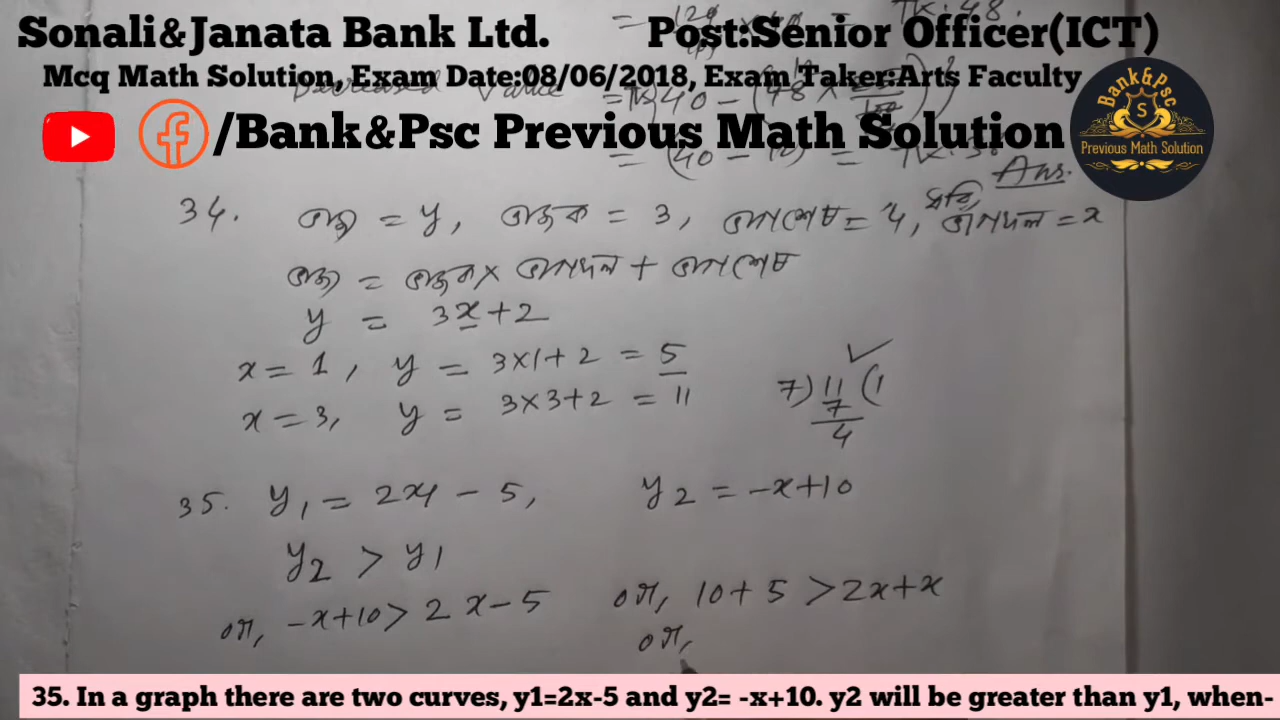 Sonali&Janata Bank Ltd. Post:Senior Officer(ICT)
Mcq Math Solution, Exam Date:08/06/2018, Exam Taker:Arts Faculty
/Bank&Psc Previous Math Solution
Bank&Psc
S
Previous Math Solution
Ans.
34. ভাজ্য = y, ভাজক = 3, ভাগশেষ = 4, ধরি, ভাগফল = x
ভাজ্য = ভাজক × ভাগফল + ভাগশেষ
y = 3x+2
x = 1, y = 3×1+2 = 5
x = 3, y = 3×3+2 = 11
7) 11 (1
7
4
35. y1 = 2x - 5, y2 = -x+10
y2 > y1
or, -x+10 > 2x-5 or, 10+5 > 2x+x
or,
35. In a graph there are two curves, y1=2x-5 and y2= -x+10. y2 will be greater than y1, when-